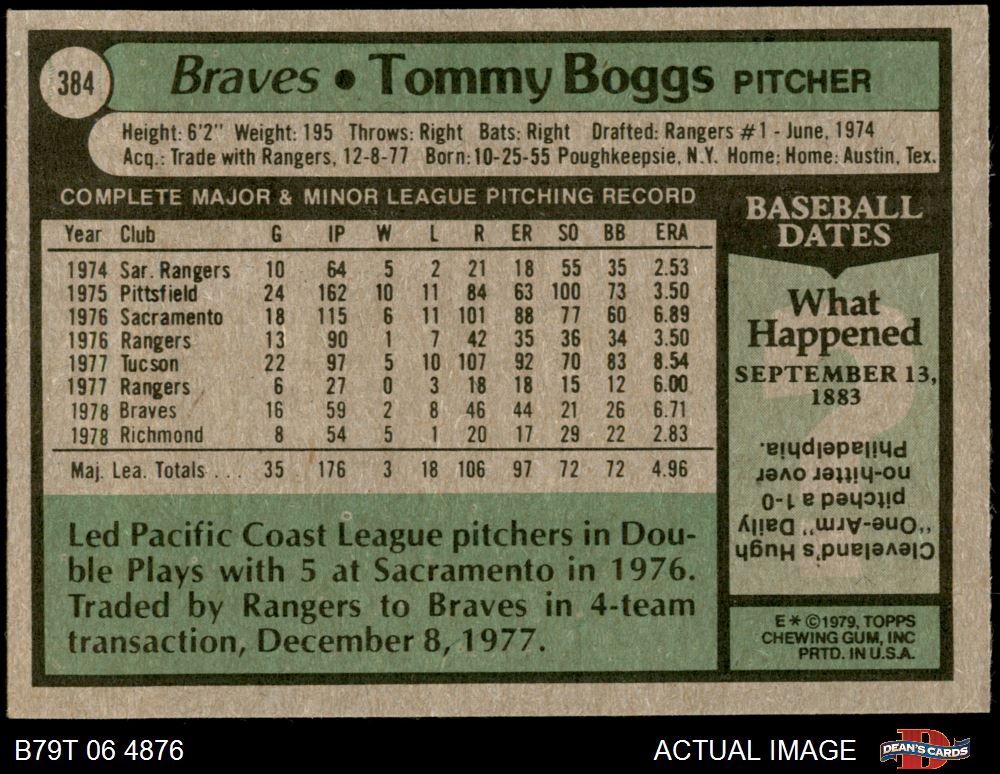 384
Braves • Tommy Boggs PITCHER
Height: 6'2" Weight: 195 Throws: Right Bats: Right Drafted: Rangers #1 - June, 1974
Acq.: Trade with Rangers, 12-8-77 Born: 10-25-55 Poughkeepsie, N.Y. Home: Home: Austin, Tex.
COMPLETE MAJOR & MINOR LEAGUE PITCHING RECORD
Year Club G IP W L R ER SO BB ERA
1974 Sar. Rangers 10 64 5 2 21 18 55 35 2.53
1975 Pittsfield 24 162 10 11 84 63 100 73 3.50
1976 Sacramento 18 115 6 11 101 88 77 60 6.89
1976 Rangers 13 90 1 7 42 35 36 34 3.50
1977 Tucson 22 97 5 10 107 92 70 83 8.54
1977 Rangers 6 27 0 3 18 18 15 12 6.00
1978 Braves 16 59 2 8 46 44 21 26 6.71
1978 Richmond 8 54 5 1 20 17 29 22 2.83
Maj. Lea. Totals ... 35 176 3 18 106 97 72 72 4.96
Led Pacific Coast League pitchers in Dou-
ble Plays with 5 at Sacramento in 1976.
Traded by Rangers to Braves in 4-team
transaction, December 8, 1977.
BASEBALL
DATES
What
Happened
SEPTEMBER 13,
1883
Cleveland's Hugh
"One-Arm" Daily
pitched a 1-0
no-hitter over
Philadelphia.
E * ©1979, TOPPS
CHEWING GUM, INC
PRTD. IN U.S.A.
B79T 06 4876
ACTUAL IMAGE
DEAN'S CARDS